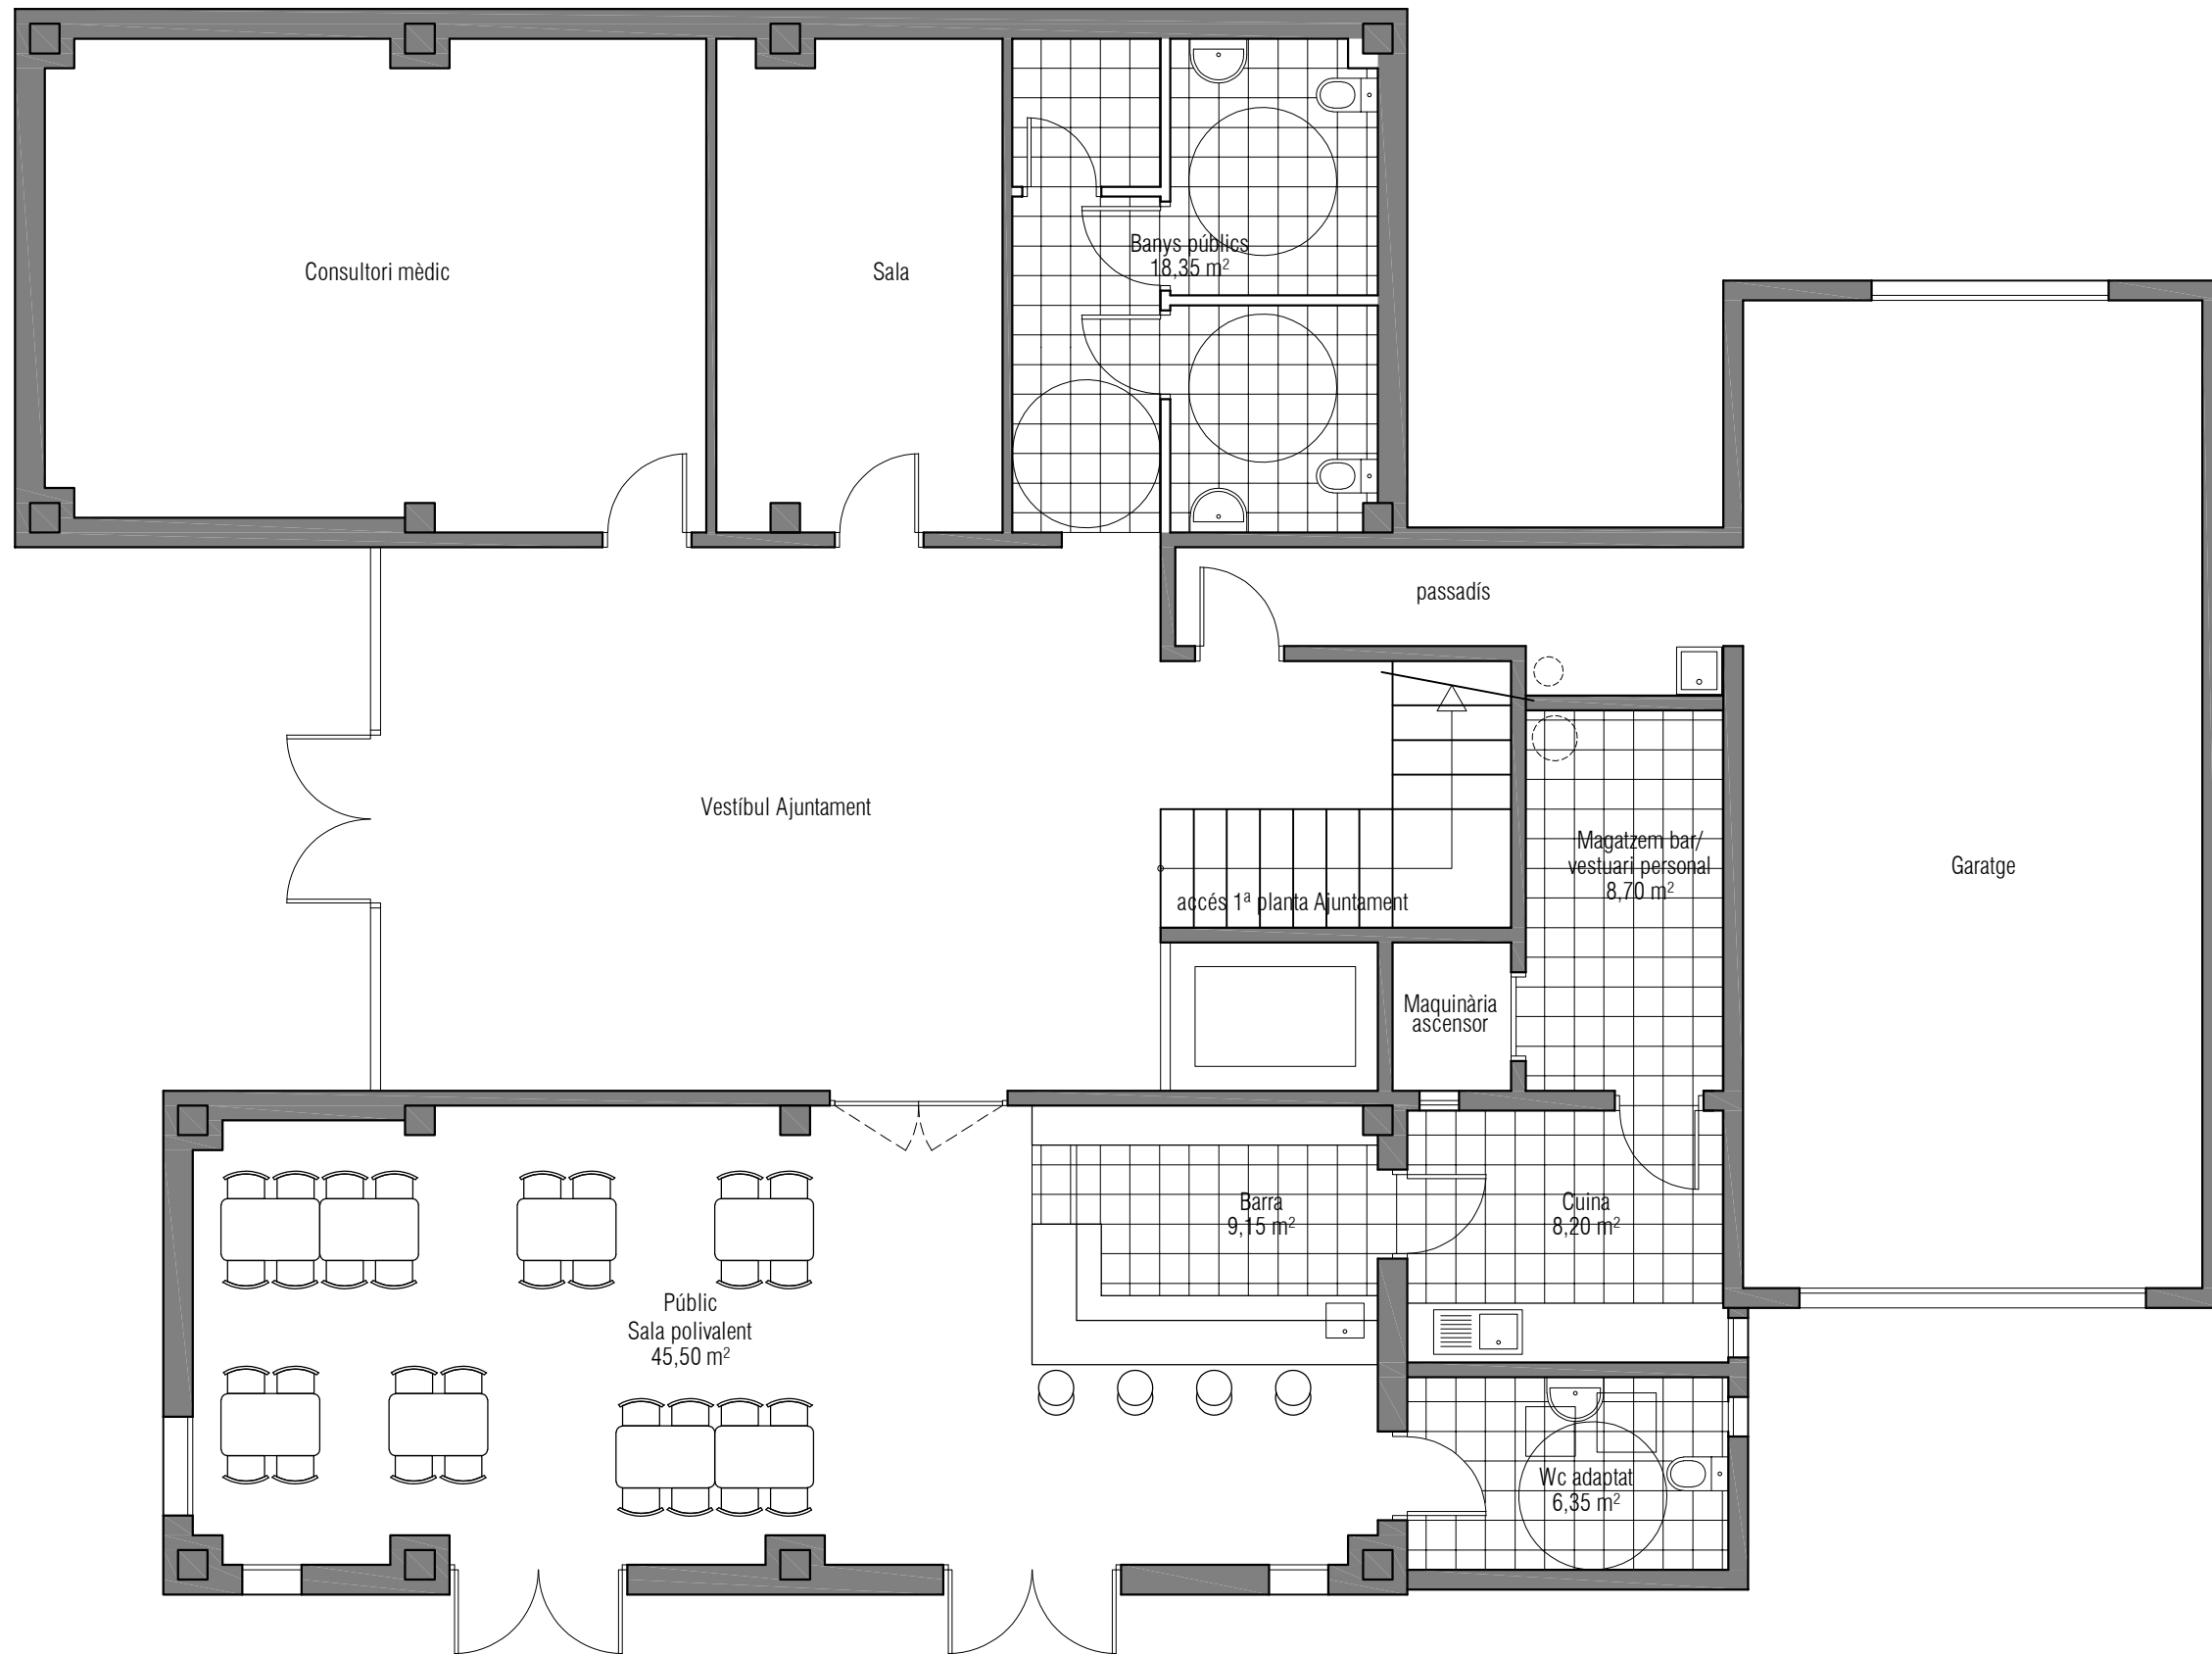 Consultori mèdic
Sala
Banys públics
18,35 m²
passadís
Vestíbul Ajuntament
accés 1ª planta Ajuntament
Magatzem bar/
vestuari personal
8,70 m²
Garatge
Maquinària
ascensor
Barra
9,15 m²
Cuina
8,20 m²
Públic
Sala polivalent
45,50 m²
Wc adaptat
6,35 m²